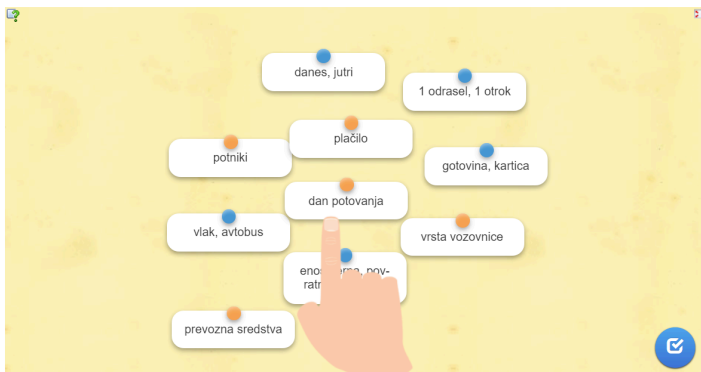 danes, jutri
1 odrasel, 1 otrok
plačilo
potniki
gotovina, kartica
dan potovanja
vlak, avtobus
vrsta vozovnice
prevozna sredstva